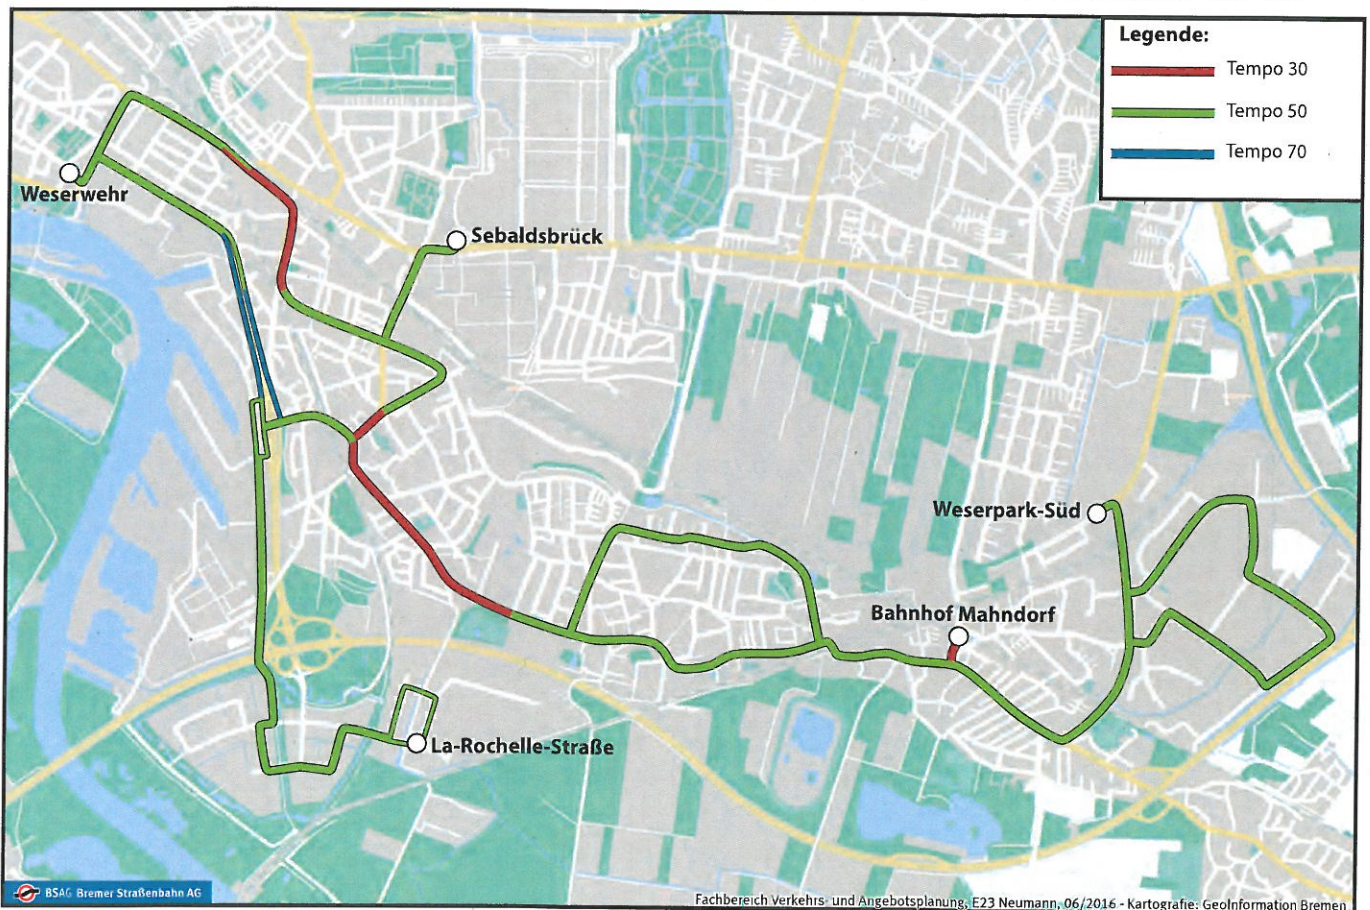 Legende:
Tempo 30
Tempo 50
Tempo 70
Weserwehr
Sebaldsbrück
Weserpark-Süd
Bahnhof Mahndorf
La-Rochelle-Straße
BSAG Bremer Straßenbahn AG
Fachbereich Verkehrs- und Angebotsplanung, E23 Neumann, 06/2016 - Kartografie: GeoInformation Bremen